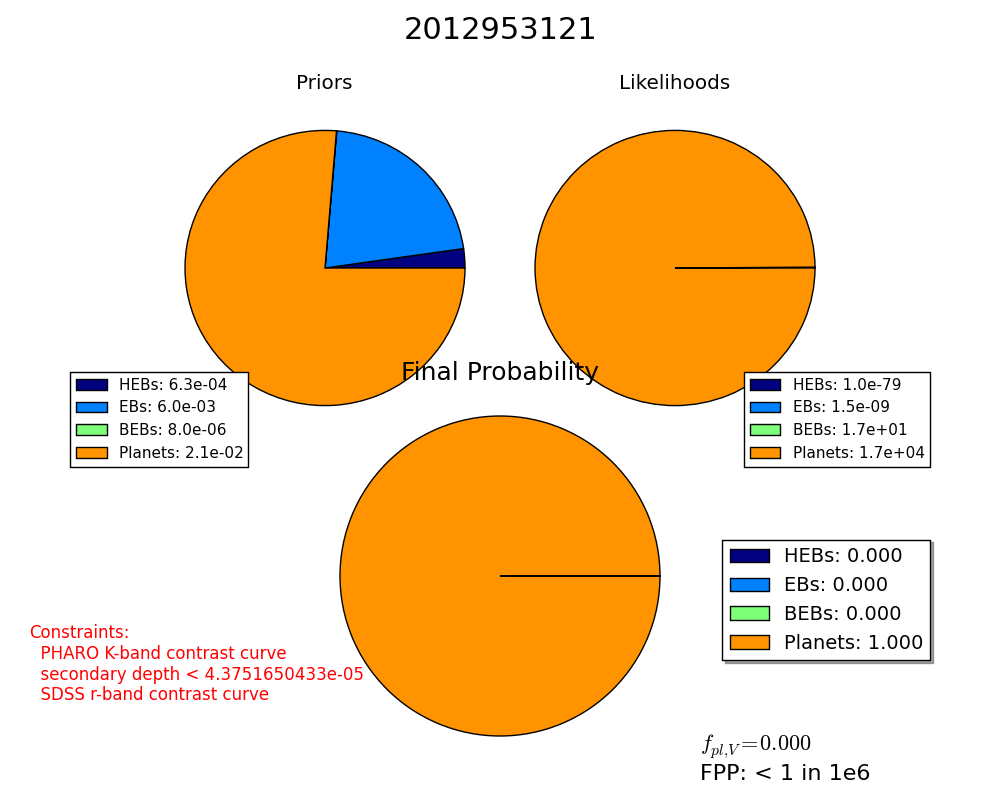 2012953121
Priors
Likelihoods
HEBs: 6.3e-04
EBs: 6.0e-03
BEBs: 8.0e-06
Planets: 2.1e-02
HEBs: 1.0e-79
EBs: 1.5e-09
BEBs: 1.7e+01
Planets: 1.7e+04
Final Probability
HEBs: 0.000
EBs: 0.000
BEBs: 0.000
Planets: 1.000
Constraints:
PHARO K-band contrast curve
secondary depth < 4.3751650433e-05
SDSS r-band contrast curve
f_{pl,V}=0.000
FPP: < 1 in 1e6